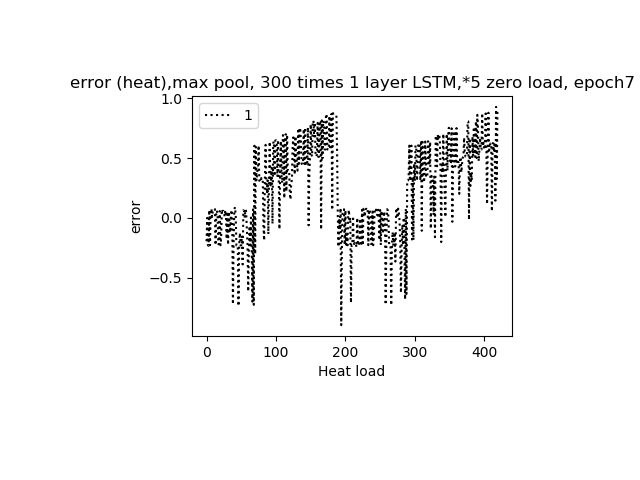 error (heat),max pool, 300 times 1 layer LSTM,*5 zero load, epoch7
1.0
0.5
0.0
−0.5
error
1
0 100 200 300 400
Heat load